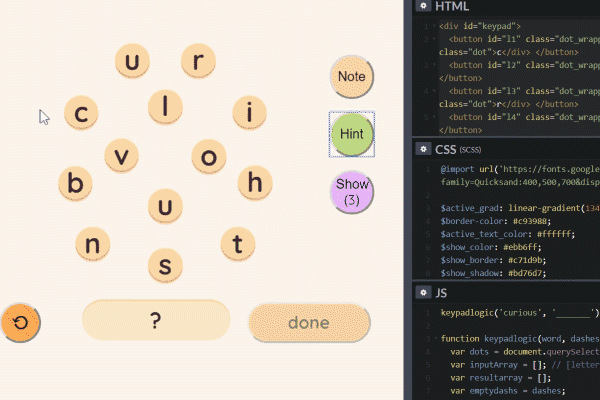 u r
Note
c l i
Hint
v o
b h
Show
(3)
u
n t
s
?
done
HTML
1 <div id="keypad">
2 <button id="l1" class="dot_wrapp
class="dot">c</div> </button>
3 <button id="l2" class="dot_wrapp
</button>
4 <button id="l3" class="dot_wrapp
class="dot">r</div> </button>
5 <button id="l4" class="dot_wrapp
</button>
CSS (SCSS)
1 @import url('https://fonts.google
family=Quicksand:400,500,700&disp
2
3 $active_grad: linear-gradient(134
4 $border-color: #c93988;
5 $active_text_color: #ffffff;
6 $show_color: #ebb6ff;
7 $show_border: #c71d9b;
8 $show_shadow: #bd76d7;
JS
1 keypadlogic('curious', '_______')
2
3 function keypadlogic(word, dashes
4 var dots = document.querySelect
5 var inputArray = []; // [letter
6 var resultarray = [];
7 var emptydashs = dashes;